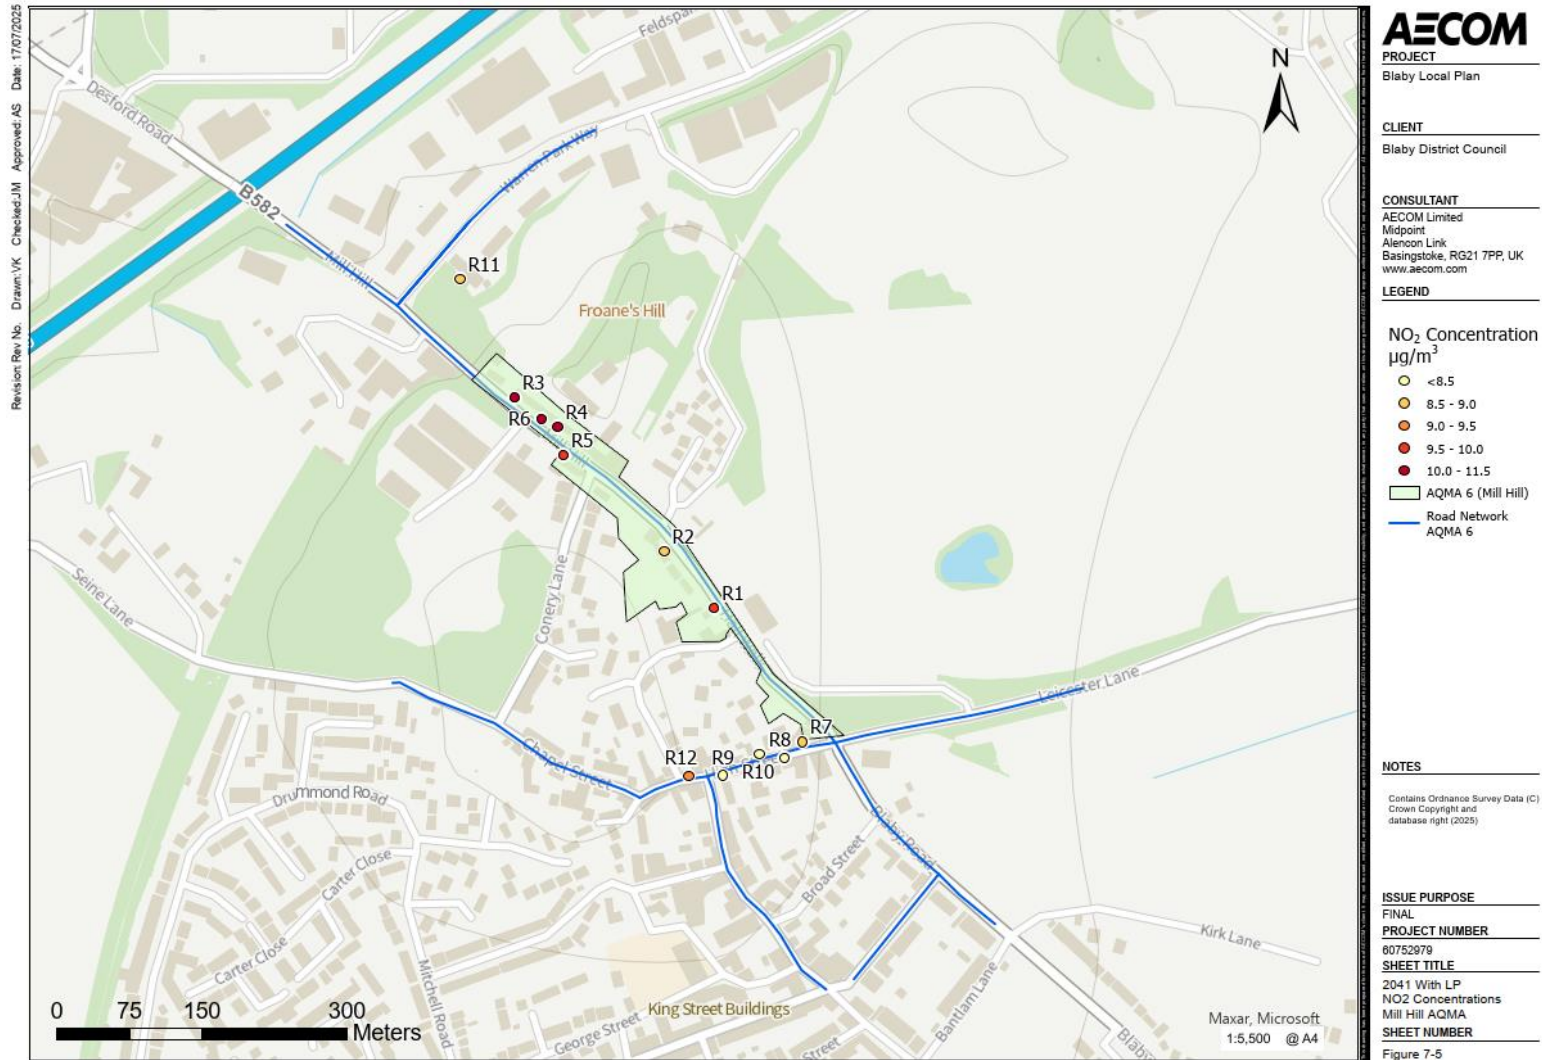 Revision: Rev No. Drawn: VK Checked: JM Approved: AS Date: 17/07/2025
Feldspar
Desford Road
B582
Warren Park Way
Mill Hill
R11
Froane's Hill
N
R3
R6
R4
R5
R2
R1
Conery Lane
Seine Lane
Leicester Lane
R7
R8
R12
R9
R10
Chapel Street
Drummond Road
Blaby Road
Broad Street
Carter Close
Carter Close
Kirk Lane
Mitchell Road
Bantlam Lane
King Street Buildings
George Street
Street
Blaby
0 75 150 300
Meters
Maxar, Microsoft
1:5,500 @ A4
AECOM
PROJECT
Blaby Local Plan
CLIENT
Blaby District Council
CONSULTANT
AECOM Limited
Midpoint
Alencon Link
Basingstoke, RG21 7PP, UK
www.aecom.com
LEGEND
NO₂ Concentration
µg/m³
<8.5
8.5 - 9.0
9.0 - 9.5
9.5 - 10.0
10.0 - 11.5
AQMA 6 (Mill Hill)
Road Network
AQMA 6
NOTES
Contains Ordnance Survey Data (C)
Crown Copyright and
database right (2025)
ISSUE PURPOSE
FINAL
PROJECT NUMBER
60752979
SHEET TITLE
2041 With LP
NO2 Concentrations
Mill Hill AQMA
SHEET NUMBER
Figure 7-5